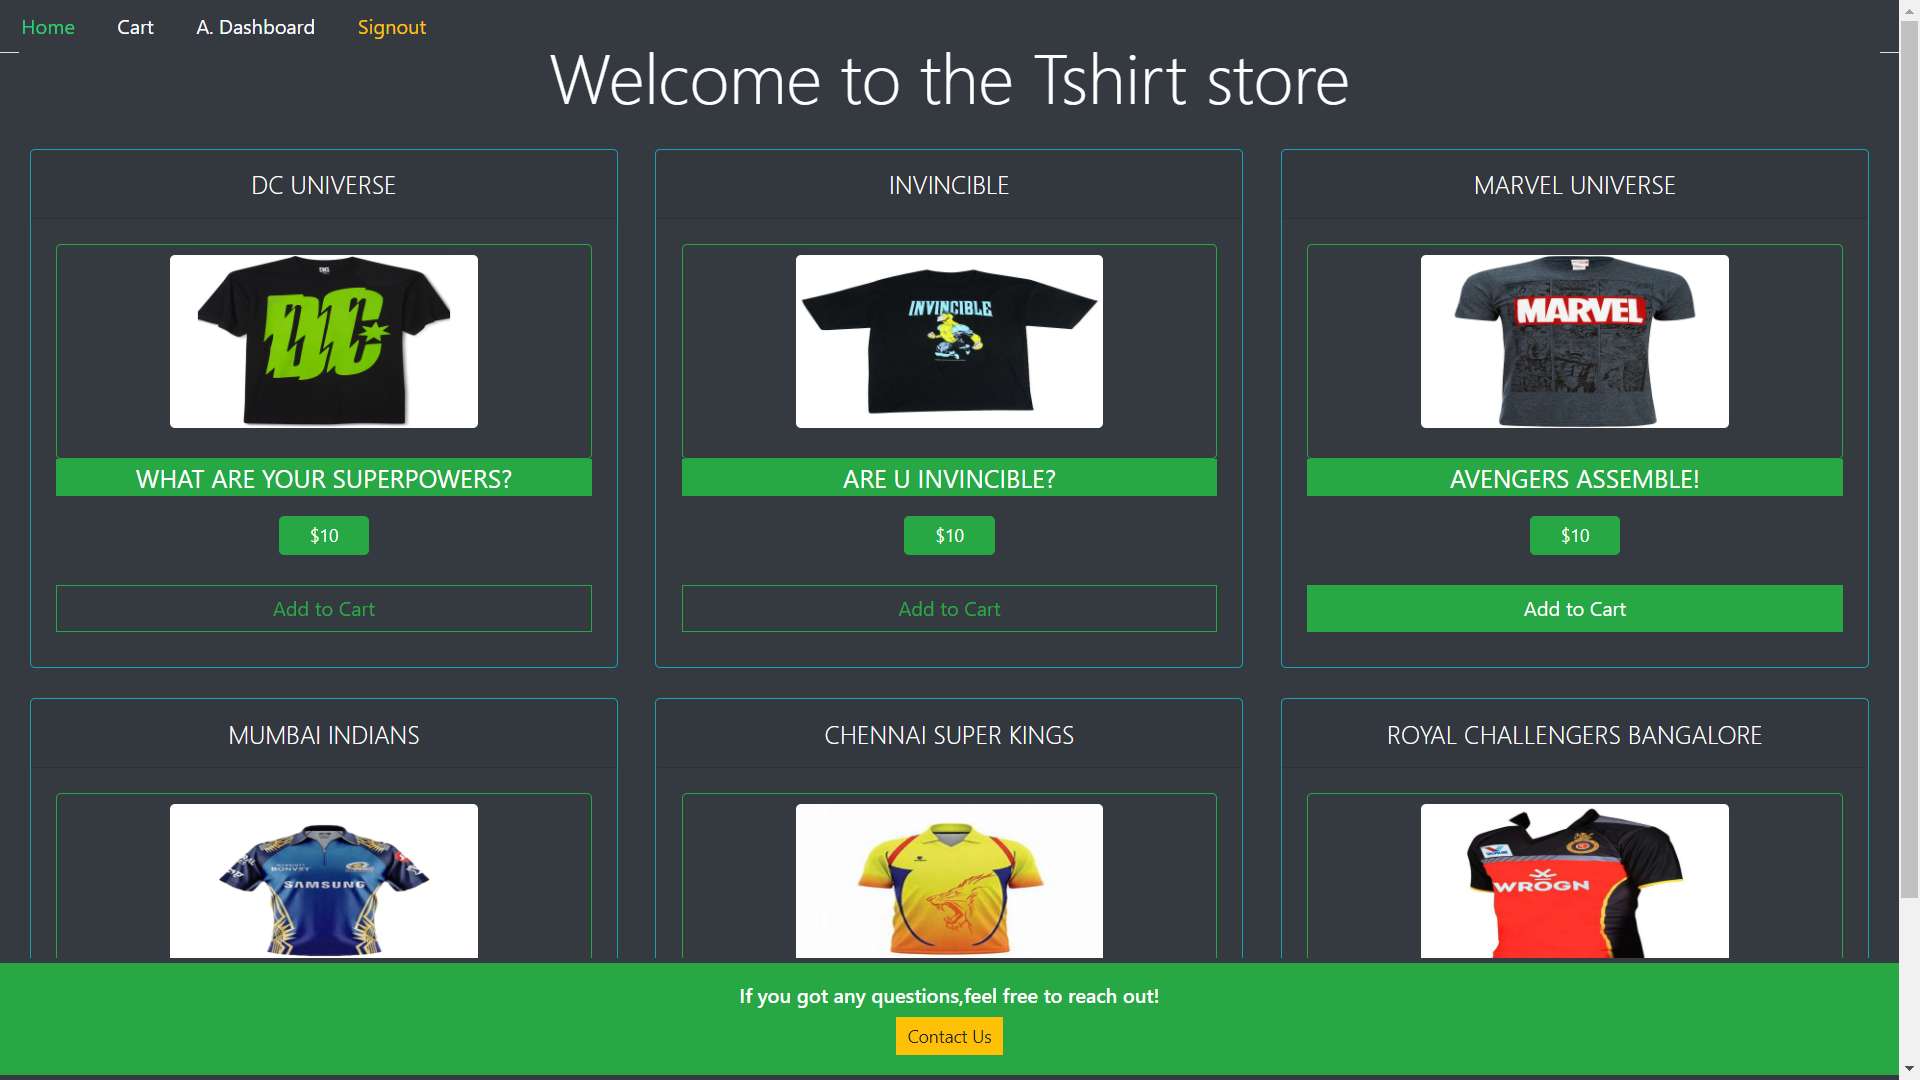 Home Cart A. Dashboard Signout
Welcome to the Tshirt store
DC UNIVERSE
INVINCIBLE
MARVEL UNIVERSE
DC
INVINCIBLE
MARVEL
WHAT ARE YOUR SUPERPOWERS?
ARE U INVINCIBLE?
AVENGERS ASSEMBLE!
$10
$10
$10
Add to Cart
Add to Cart
Add to Cart
MUMBAI INDIANS
CHENNAI SUPER KINGS
ROYAL CHALLENGERS BANGALORE
BONVOY
SAMSUNG
WROGN
If you got any questions,feel free to reach out!
Contact Us